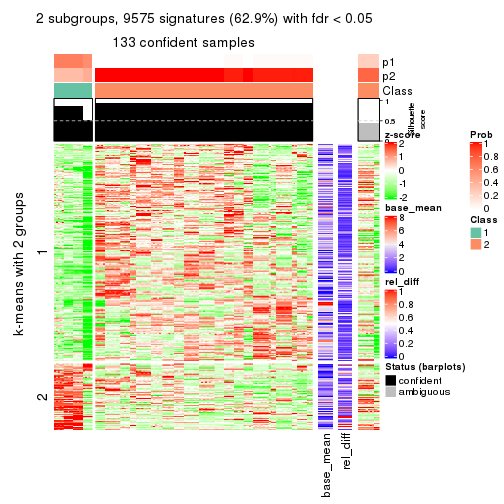 2 subgroups, 9575 signatures (62.9%) with fdr < 0.05
133 confident samples
p1
p2
Class
1
0.5
0
Silhouette
score
k-means with 2 groups
1
2
base_mean
rel_diff
z-score
2
1
0
-1
-2
base_mean
8
6
4
2
0
rel_diff
1
0.8
0.6
0.4
0.2
0
Status (barplots)
confident
ambiguous
Prob
1
0.8
0.6
0.4
0.2
0
Class
1
2